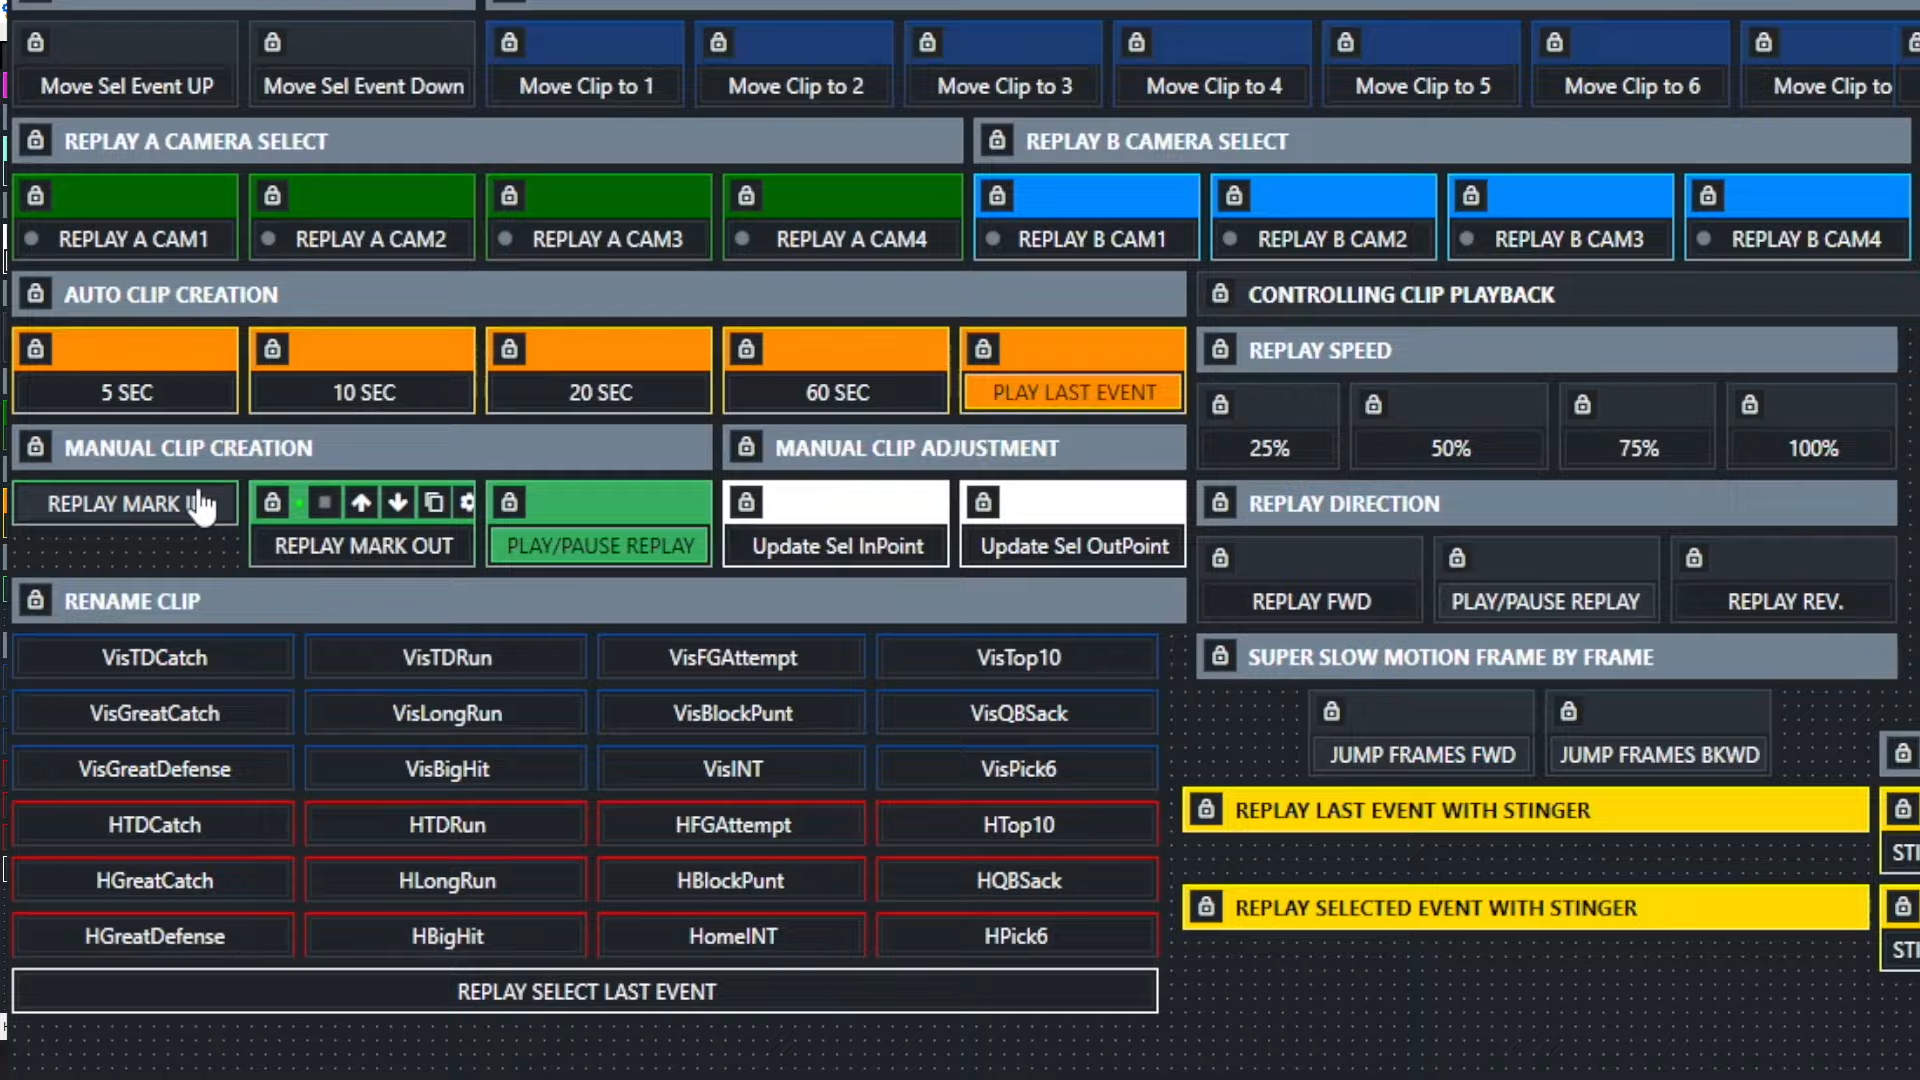 Move Sel Event UP
Move Sel Event Down
Move Clip to 1
Move Clip to 2
Move Clip to 3
Move Clip to 4
Move Clip to 5
Move Clip to 6
Move Clip to
REPLAY A CAMERA SELECT
REPLAY B CAMERA SELECT
REPLAY A CAM1
REPLAY A CAM2
REPLAY A CAM3
REPLAY A CAM4
REPLAY B CAM1
REPLAY B CAM2
REPLAY B CAM3
REPLAY B CAM4
AUTO CLIP CREATION
CONTROLLING CLIP PLAYBACK
5 SEC
10 SEC
20 SEC
60 SEC
PLAY LAST EVENT
REPLAY SPEED
25%
50%
75%
100%
MANUAL CLIP CREATION
MANUAL CLIP ADJUSTMENT
REPLAY MARK
REPLAY MARK OUT
PLAY/PAUSE REPLAY
Update Sel InPoint
Update Sel OutPoint
REPLAY DIRECTION
REPLAY FWD
PLAY/PAUSE REPLAY
REPLAY REV.
RENAME CLIP
SUPER SLOW MOTION FRAME BY FRAME
JUMP FRAMES FWD
JUMP FRAMES BKWD
VisTDCatch
VisTDRun
VisFGAttempt
VisTop10
VisGreatCatch
VisLongRun
VisBlockPunt
VisQBSack
VisGreatDefense
VisBigHit
VisINT
VisPick6
HTDCatch
HTDRun
HFGAttempt
HTop10
HGreatCatch
HLongRun
HBlockPunt
HQBSack
HGreatDefense
HBigHit
HomeINT
HPick6
REPLAY SELECT LAST EVENT
REPLAY LAST EVENT WITH STINGER
STI
REPLAY SELECTED EVENT WITH STINGER
STI